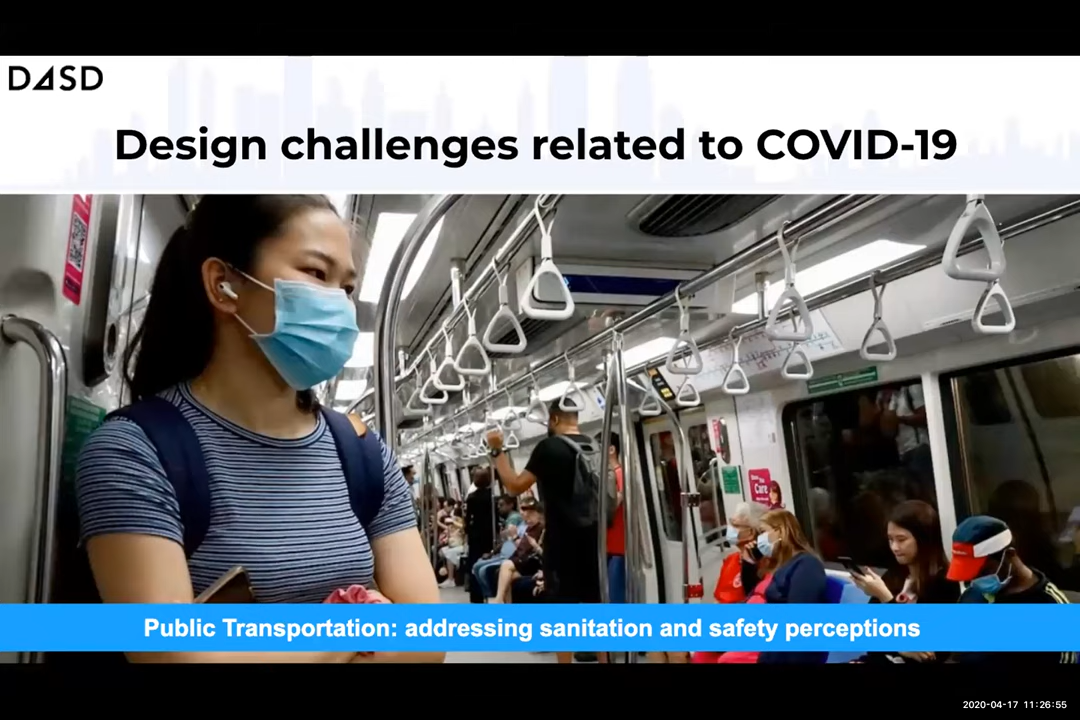 DASD
Design challenges related to COVID-19
Care
Public Transportation: addressing sanitation and safety perceptions
2020-04-17 11:26:55